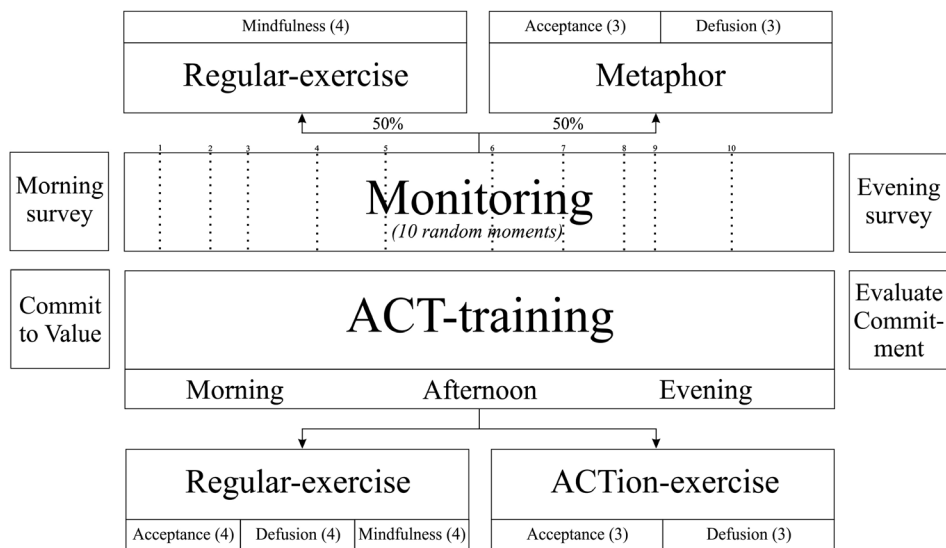 Mindfulness (4)
Regular-exercise
Acceptance (3) Defusion (3)
Metaphor
50% 50%
Morning
survey
1 2 3 4 5 6 7 8 9 10
Monitoring
(10 random moments)
Evening
survey
Commit
to Value
ACT-training
Morning Afternoon Evening
Evaluate
Commit-
ment
Regular-exercise
Acceptance (4) Defusion (4) Mindfulness (4)
ACTion-exercise
Acceptance (3) Defusion (3)